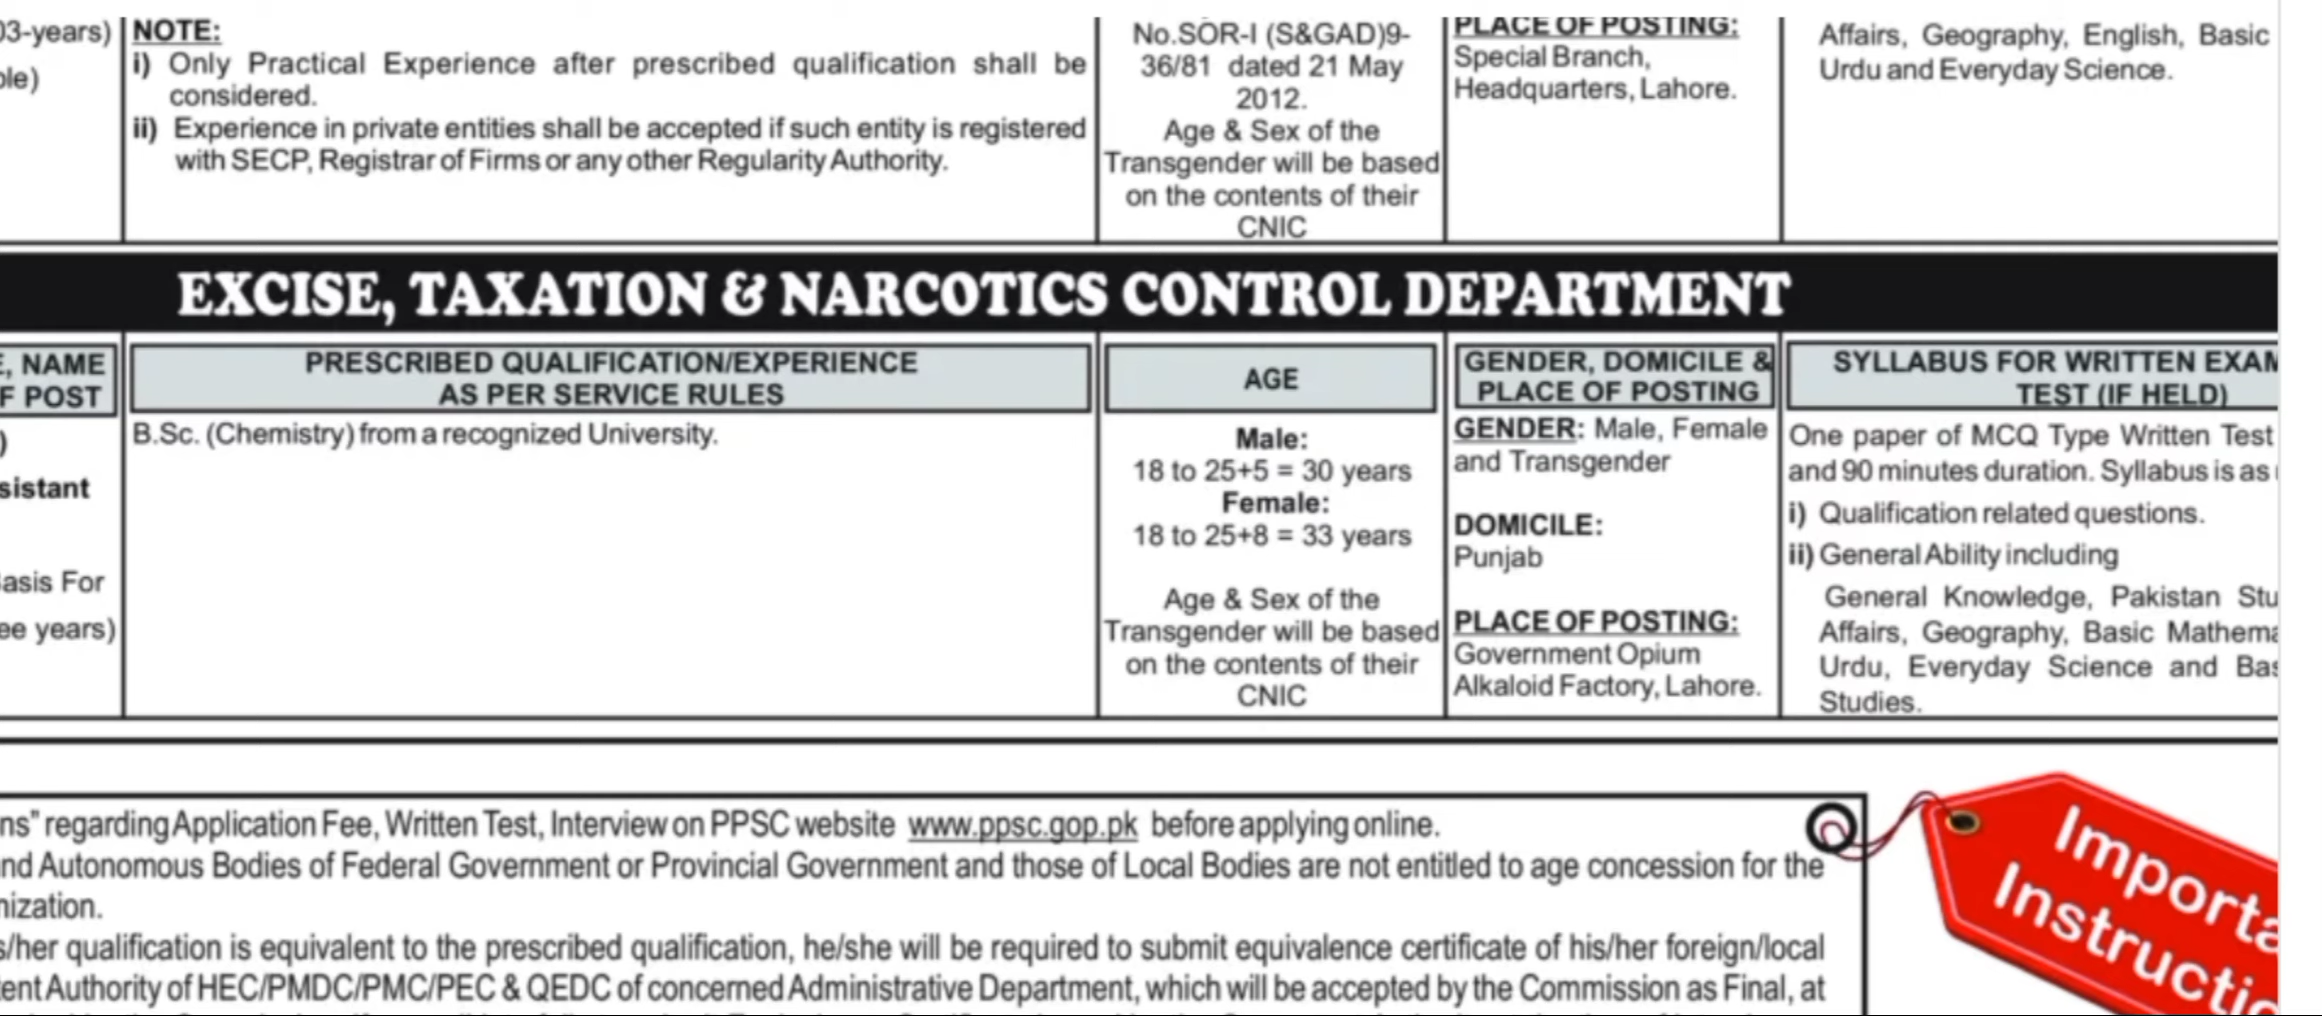 03-years)
NOTE:
i) Only Practical Experience after prescribed qualification shall be
considered.
ii) Experience in private entities shall be accepted if such entity is registered
with SECP, Registrar of Firms or any other Regularity Authority.
No.SOR-I (S&GAD)9-
36/81 dated 21 May
2012.
Age & Sex of the
Transgender will be based
on the contents of their
CNIC
PLACE OF POSTING:
Special Branch,
Headquarters, Lahore.
Affairs, Geography, English, Basic
Urdu and Everyday Science.
EXCISE, TAXATION & NARCOTICS CONTROL DEPARTMENT
NAME
POST
PRESCRIBED QUALIFICATION/EXPERIENCE
AS PER SERVICE RULES
AGE
GENDER, DOMICILE &
PLACE OF POSTING
SYLLABUS FOR WRITTEN EXAM
TEST (IF HELD)
sistant
asis For
ee years)
B.Sc. (Chemistry) from a recognized University.
Male:
18 to 25+5 = 30 years
Female:
18 to 25+8 = 33 years
Age & Sex of the
Transgender will be based
on the contents of their
CNIC
GENDER: Male, Female
and Transgender
DOMICILE:
Punjab
PLACE OF POSTING:
Government Opium
Alkaloid Factory, Lahore.
One paper of MCQ Type Written Test
and 90 minutes duration. Syllabus is as
i) Qualification related questions.
ii) General Ability including
General Knowledge, Pakistan Stu
Affairs, Geography, Basic Mathema
Urdu, Everyday Science and Bas
Studies.
ns" regarding Application Fee, Written Test, Interview on PPSC website www.ppsc.gop.pk before applying online.
nd Autonomous Bodies of Federal Government or Provincial Government and those of Local Bodies are not entitled to age concession for the
nization.
s/her qualification is equivalent to the prescribed qualification, he/she will be required to submit equivalence certificate of his/her foreign/local
tent Authority of HEC/PMDC/PMC/PEC & QEDC of concerned Administrative Department, which will be accepted by the Commission as Final, at
Importa
Instructio